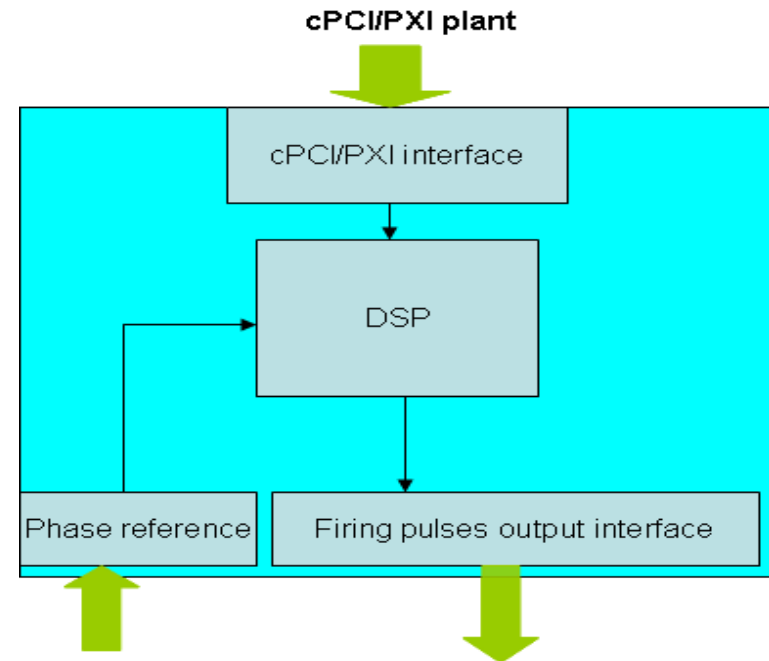 cPCI/PXI plant
cPCI/PXI interface
DSP
Phase reference
Firing pulses output interface